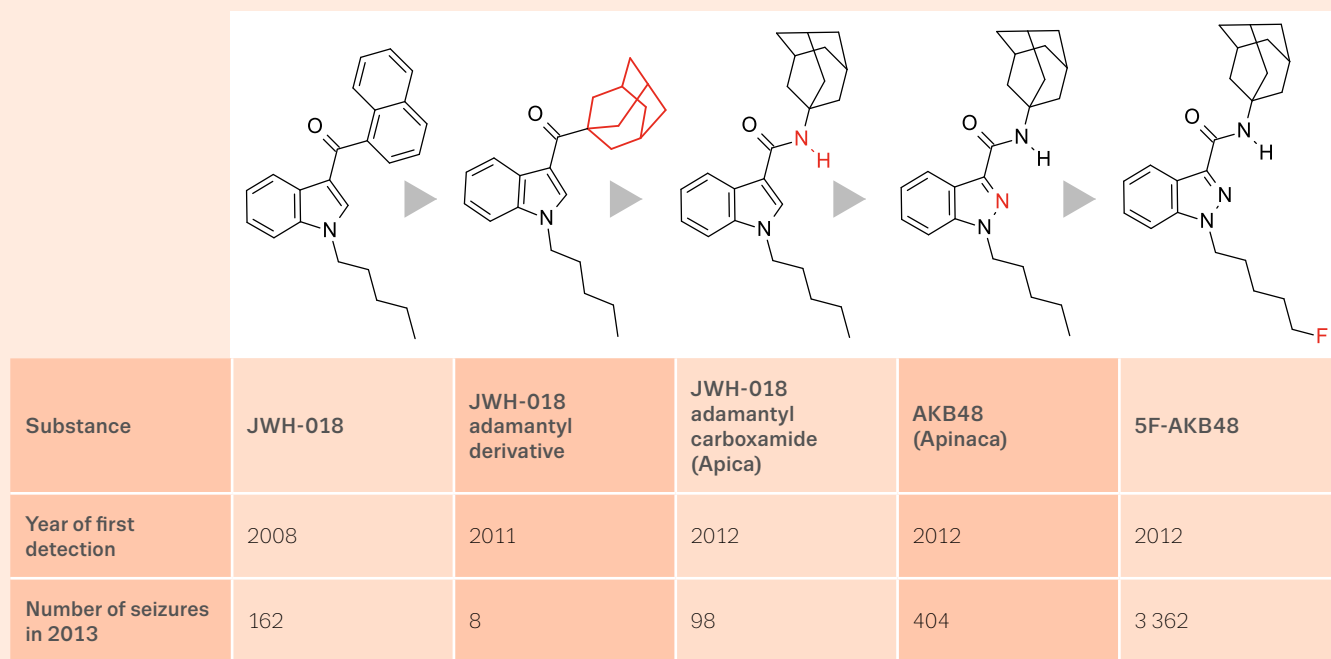 O
N
O
N
O
N
H
N
O
N
H
N
N
O
N
H
N
N
F
Substance
JWH-018
JWH-018
adamantyl
derivative
JWH-018
adamantyl
carboxamide
(Apica)
AKB48
(Apinaca)
5F-AKB48
Year of first
detection
2008
2011
2012
2012
2012
Number of seizures
in 2013
162
8
98
404
3 362